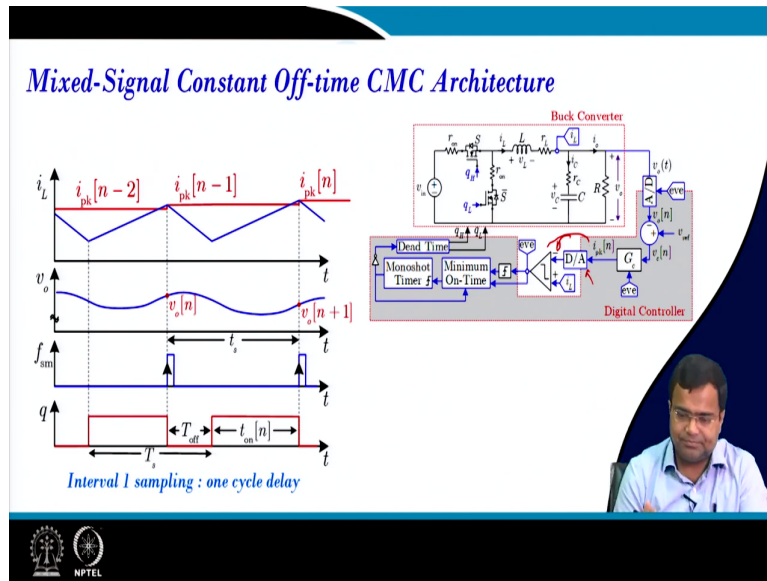 Mixed-Signal Constant Off-time CMC Architecture
Buck Converter
r_on S i_L L r_L i_L i_o
+ v_L −
v_in q_H r_on S̄ q_L i_C r_C + v_C − C R + v_o −
v_o(t)
A/D eve
v_o[n]
− + v_ref
v_e[n]
G_c
eve
i_pk[n]
D/A
eve
− +
i_L
q_H q_L
Dend Time
Monoshot Timer f
Minimum On-Time
f
Digital Controller
i_L i_pk[n − 2] i_pk[n − 1] i_pk[n]
t
v_o v_o[n] v_o[n + 1]
t_s t
f_sm
t
q T_off t_on[n]
T_s t
Interval 1 sampling : one cycle delay
NPTEL